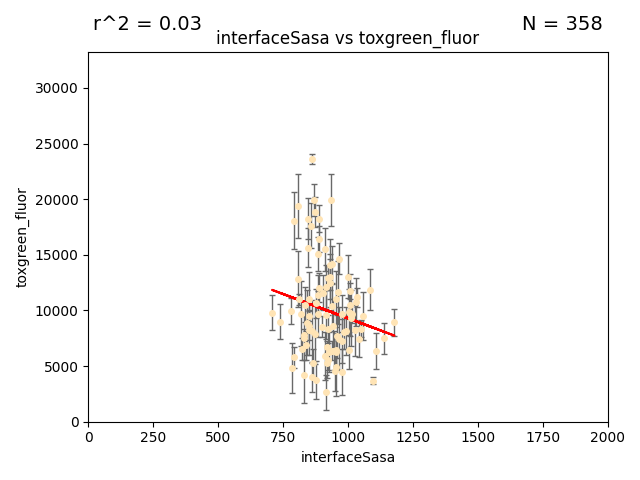 r^2 = 0.03
N = 358
interfaceSasa vs toxgreen_fluor
30000
25000
20000
15000
10000
5000
0
toxgreen_fluor
0 250 500 750 1000 1250 1500 1750 2000
interfaceSasa